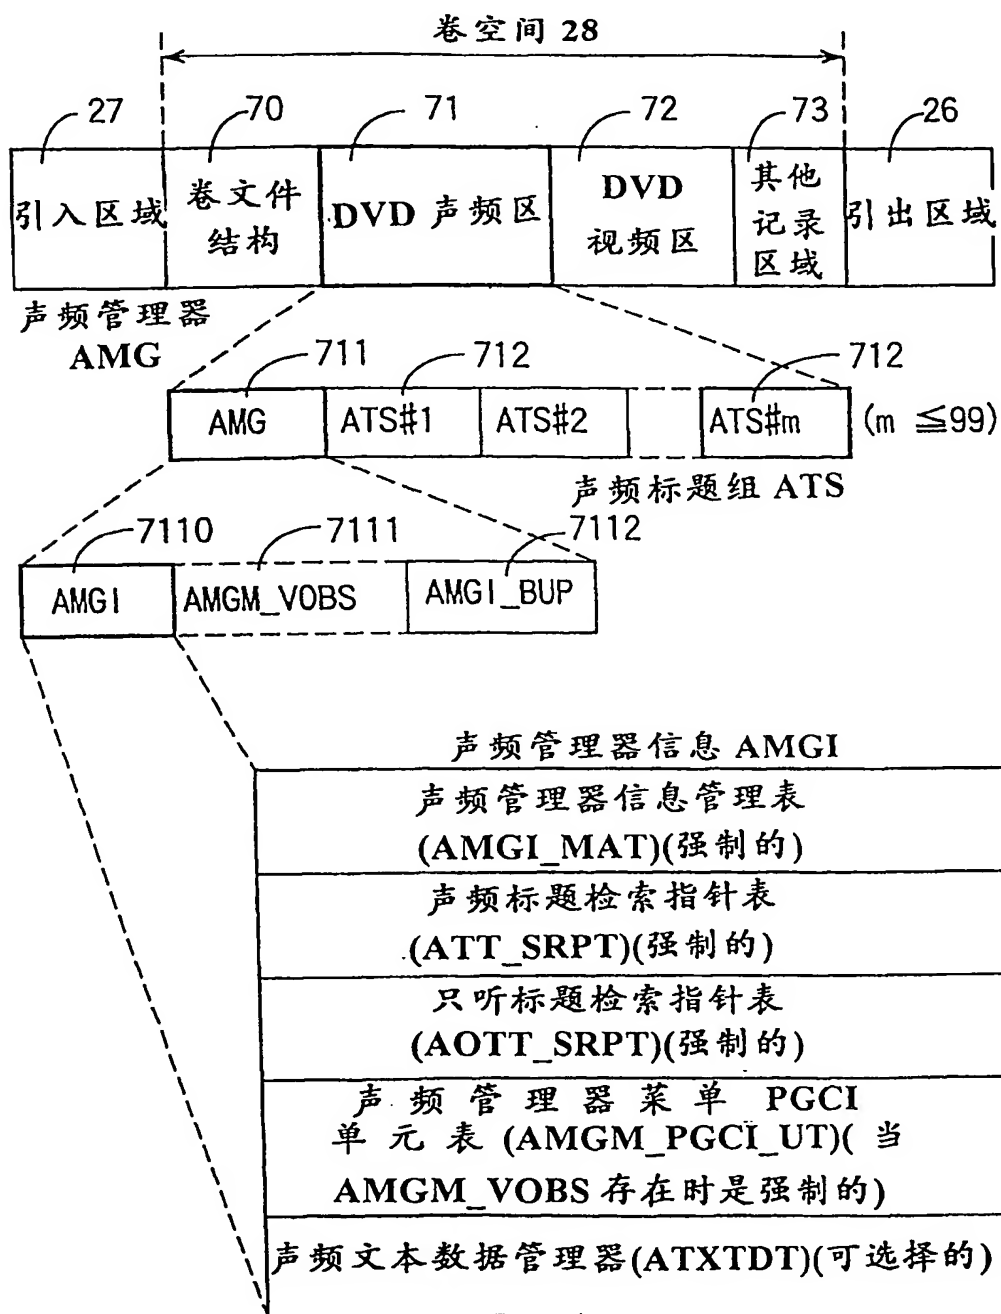 卷空间 28
27
70
71
72
73
26
引入区域
卷文件
结构
DVD 声频区
DVD
视频区
其他
记录
区域
引出区域
声频管理器
AMG
711
712
712
AMG
ATS#1
ATS#2
ATS#m
(m ≦99)
声频标题组 ATS
7110
7111
7112
AMGI
AMGM_VOBS
AMGI_BUP
声频管理器信息 AMGI
声频管理器信息管理表
(AMGI_MAT)(强制的)
声频标题检索指针表
(ATT_SRPT)(强制的)
只听标题检索指针表
(AOTT_SRPT)(强制的)
声 频 管 理 器 菜 单 PGCI
单 元 表 (AMGM_PGCI_UT)( 当
AMGM_VOBS 存在时是强制的)
声频文本数据管理器(ATXTDT)(可选择的)